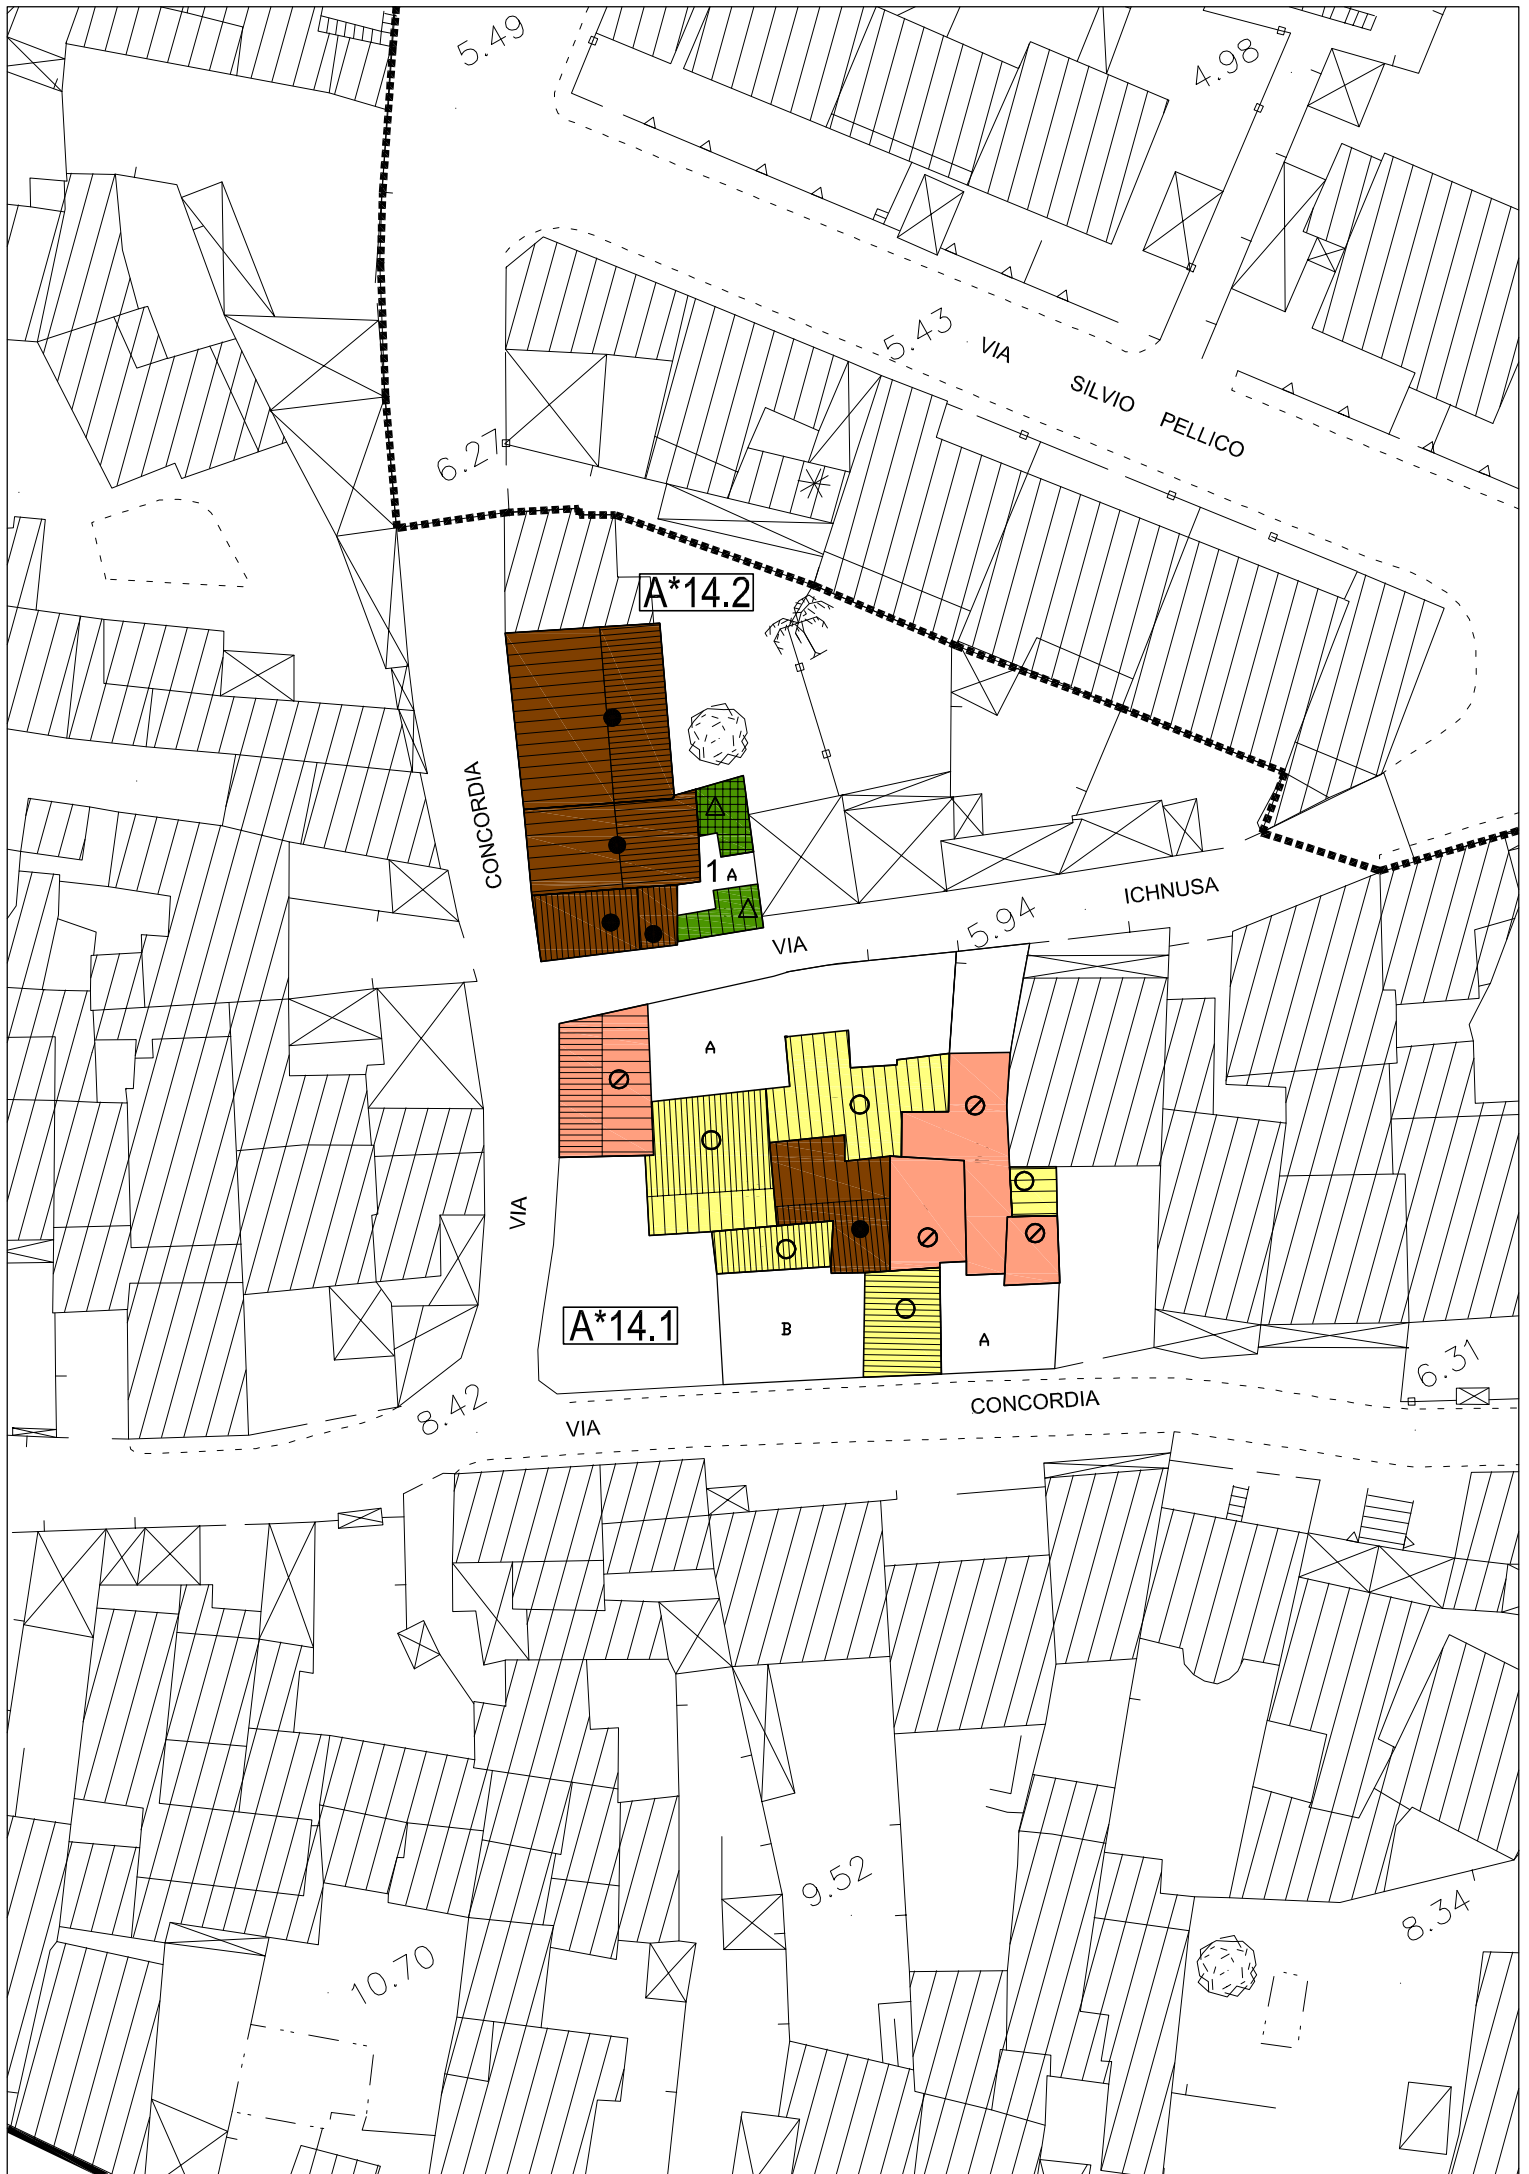 5.49
4.98
5.43
VIA SILVIO PELLICO
6.27
A*14.2
CONCORDIA
1 A
ICHNUSA
5.94
VIA
A
VIA
A*14.1
B
A
6.31
8.42
CONCORDIA
VIA
9.52
8.34
10.70